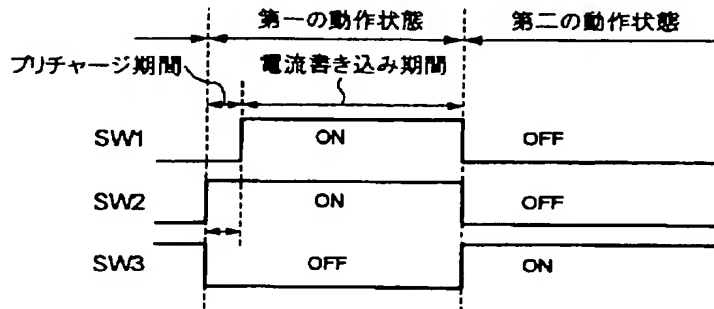 第一の動作状態 第二の動作状態
プリチャージ期間 電流書き込み期間
SW1 ON OFF
SW2 ON OFF
SW3 OFF ON